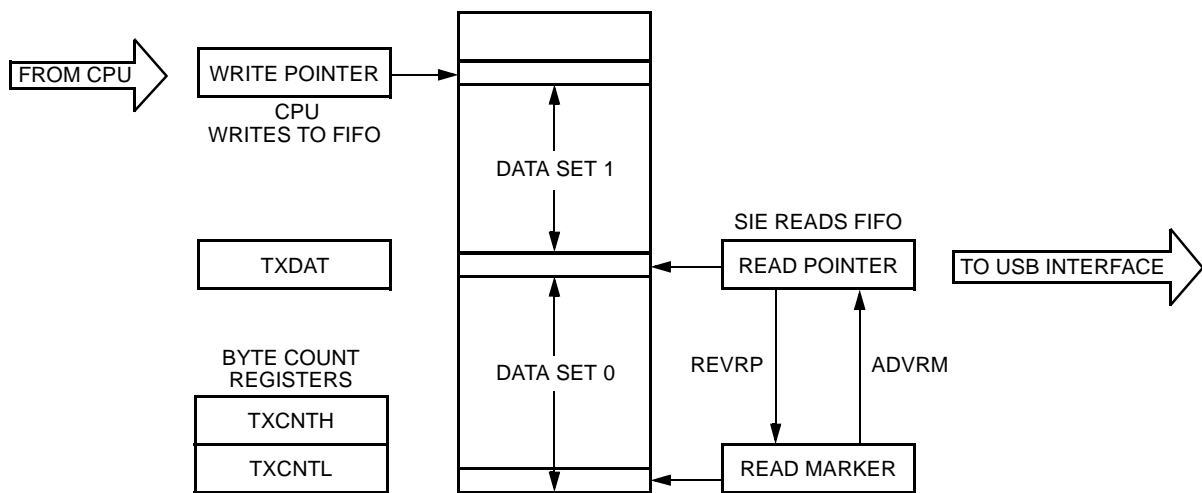 FROM CPU
WRITE POINTER
CPU
WRITES TO FIFO
DATA SET 1
SIE READS FIFO
TXDAT
READ POINTER
TO USB INTERFACE
BYTE COUNT
REGISTERS
DATA SET 0
REVRP
ADVRM
TXCNTH
TXCNTL
READ MARKER